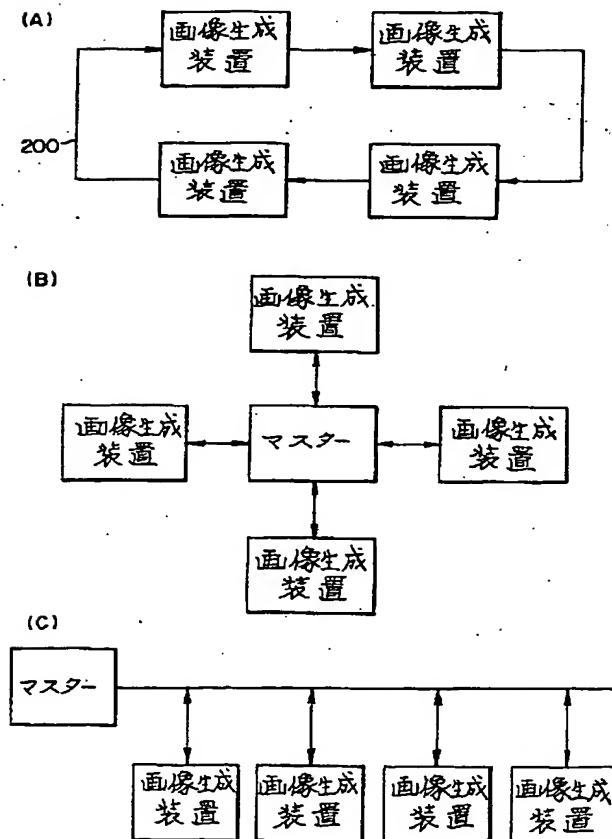 (A)
画像生成 画像生成
装置 装置
200
画像生成 画像生成
装置 装置
(B)
画像生成
装置
画像生成 マスター 画像生成
装置 装置
画像生成
装置
(C)
マスター
画像生成 画像生成 画像生成 画像生成
装置 装置 装置 装置